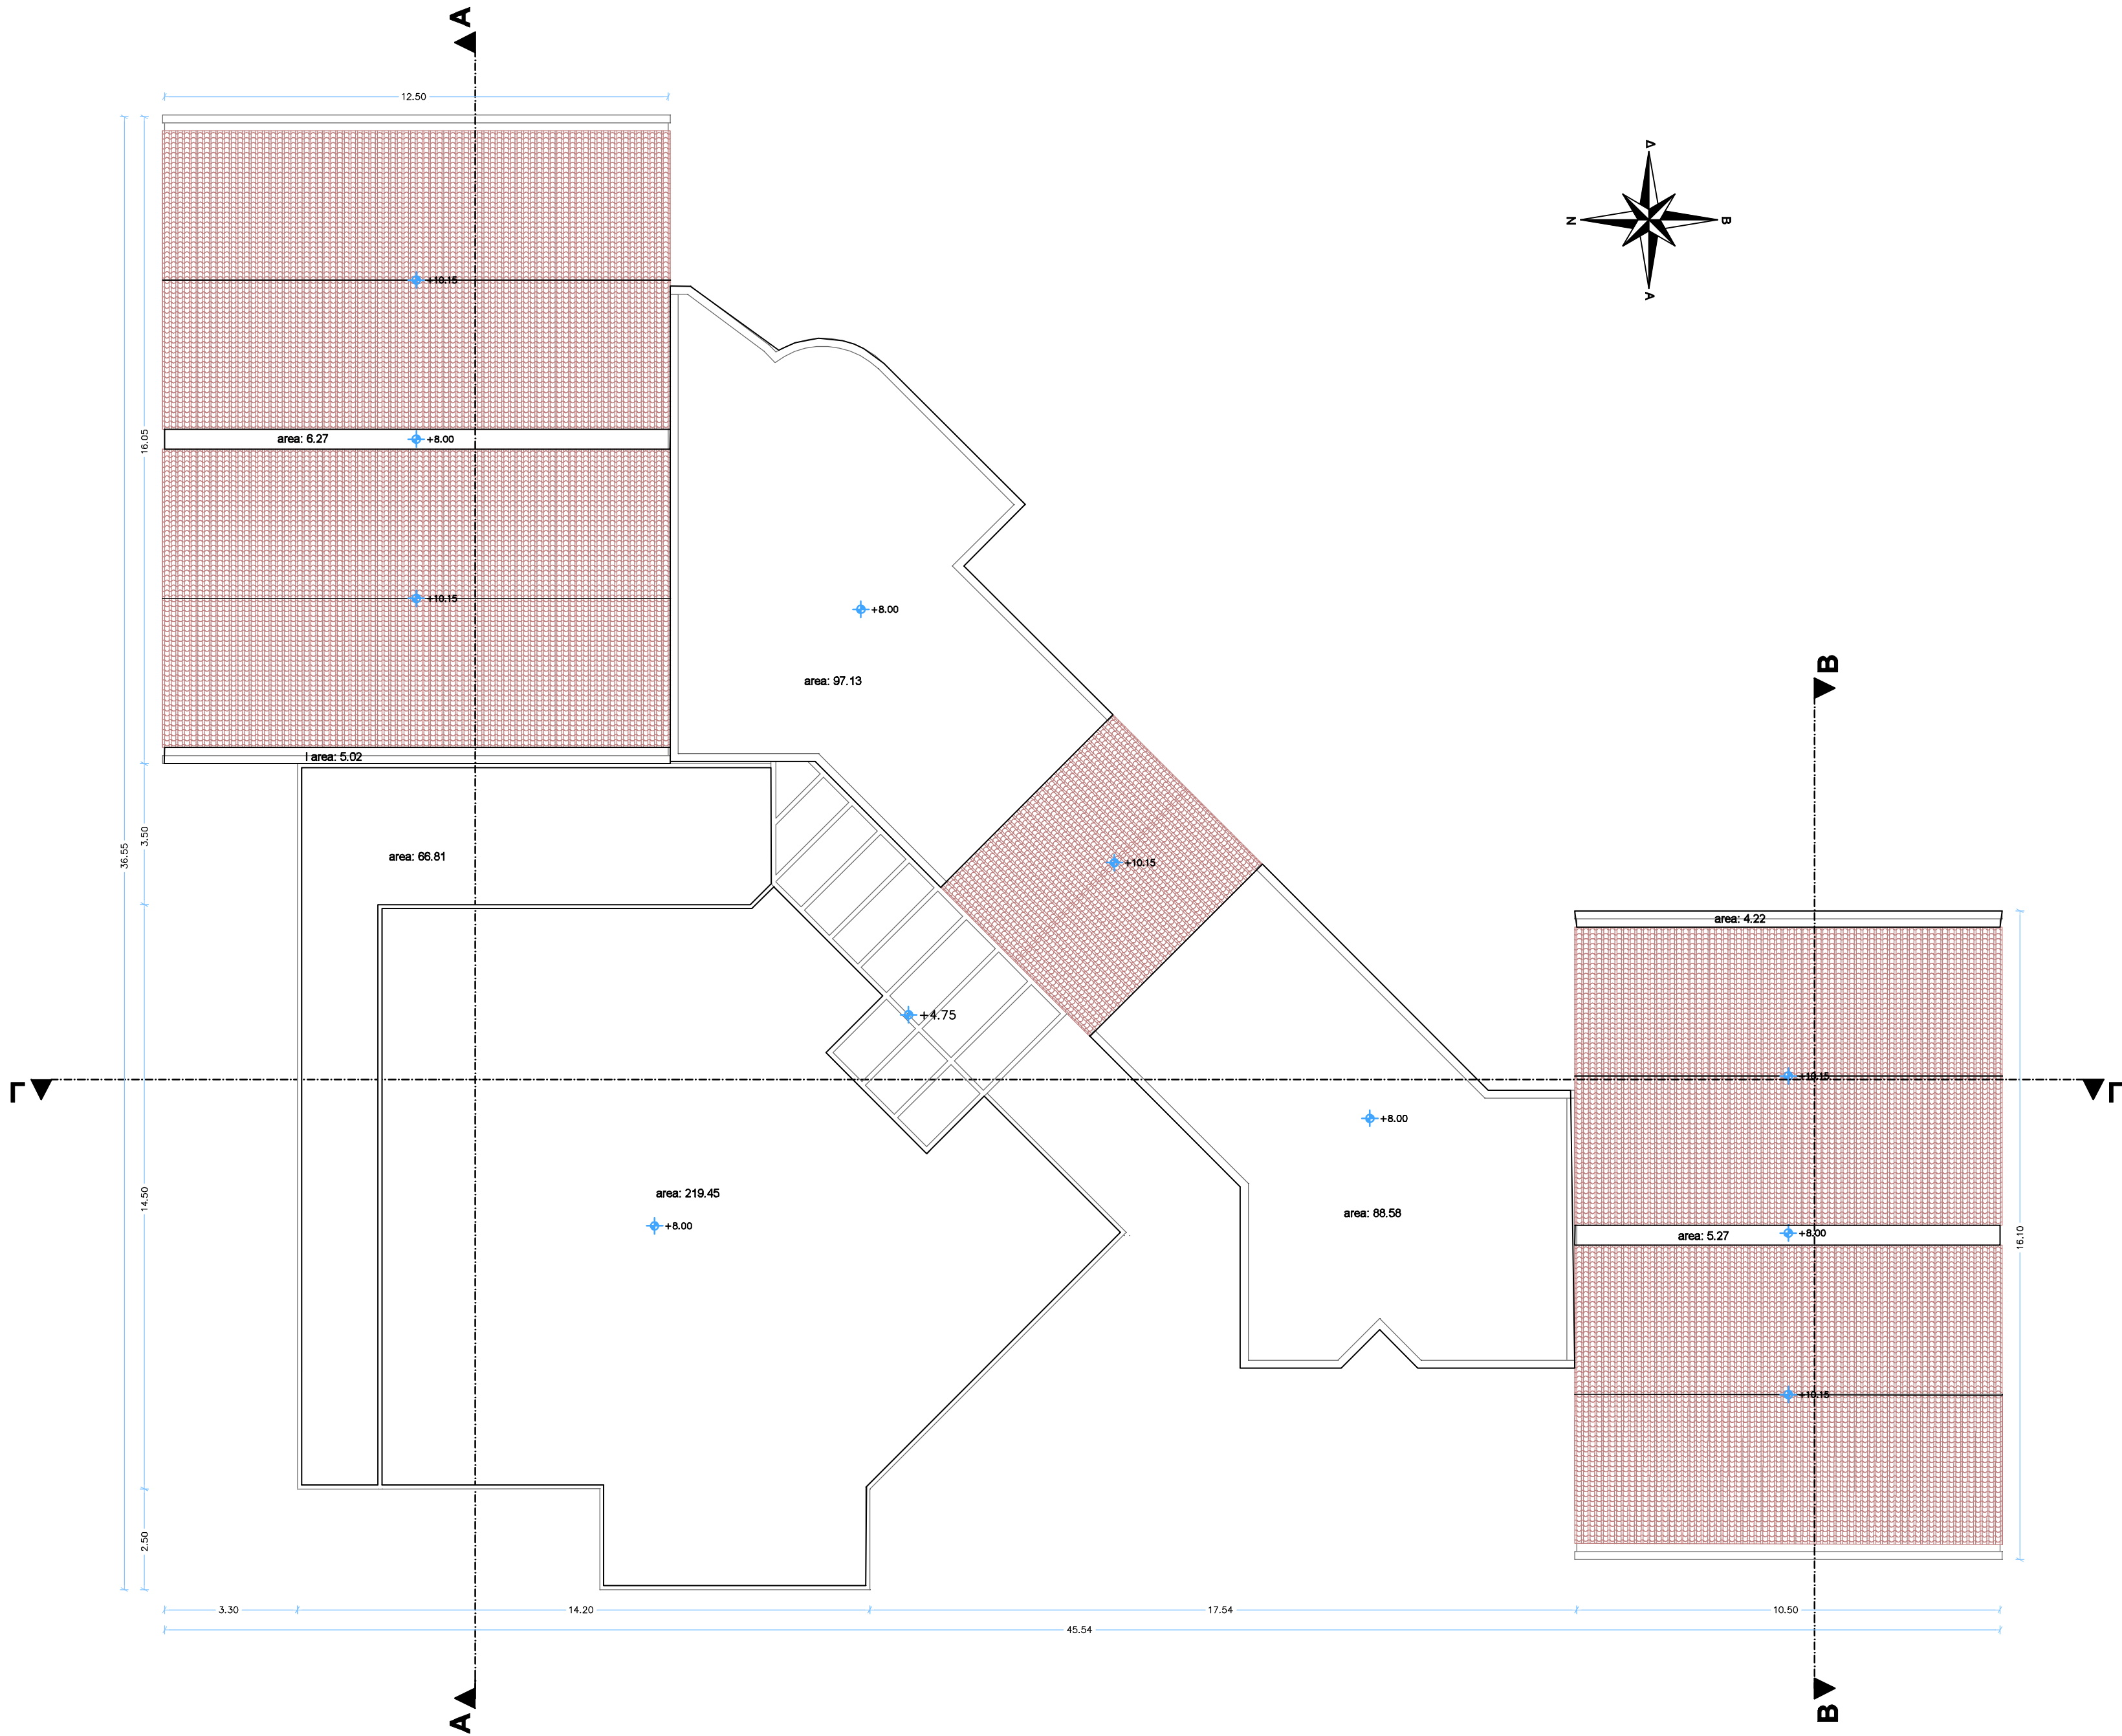 A
12.50
Δ
N
B
A
+10.15
16.05
area: 6.27
+8.00
+10.15
+8.00
B
area: 97.13
I area: 5.02
3.50
36.55
area: 66.81
+10.15
area: 4.22
+4.75
Γ
+10.15
Γ
+8.00
14.50
area: 219.45
area: 88.58
+8.00
area: 5.27
+8.00
16.10
+10.15
2.50
3.30
14.20
17.54
10.50
45.54
A
B